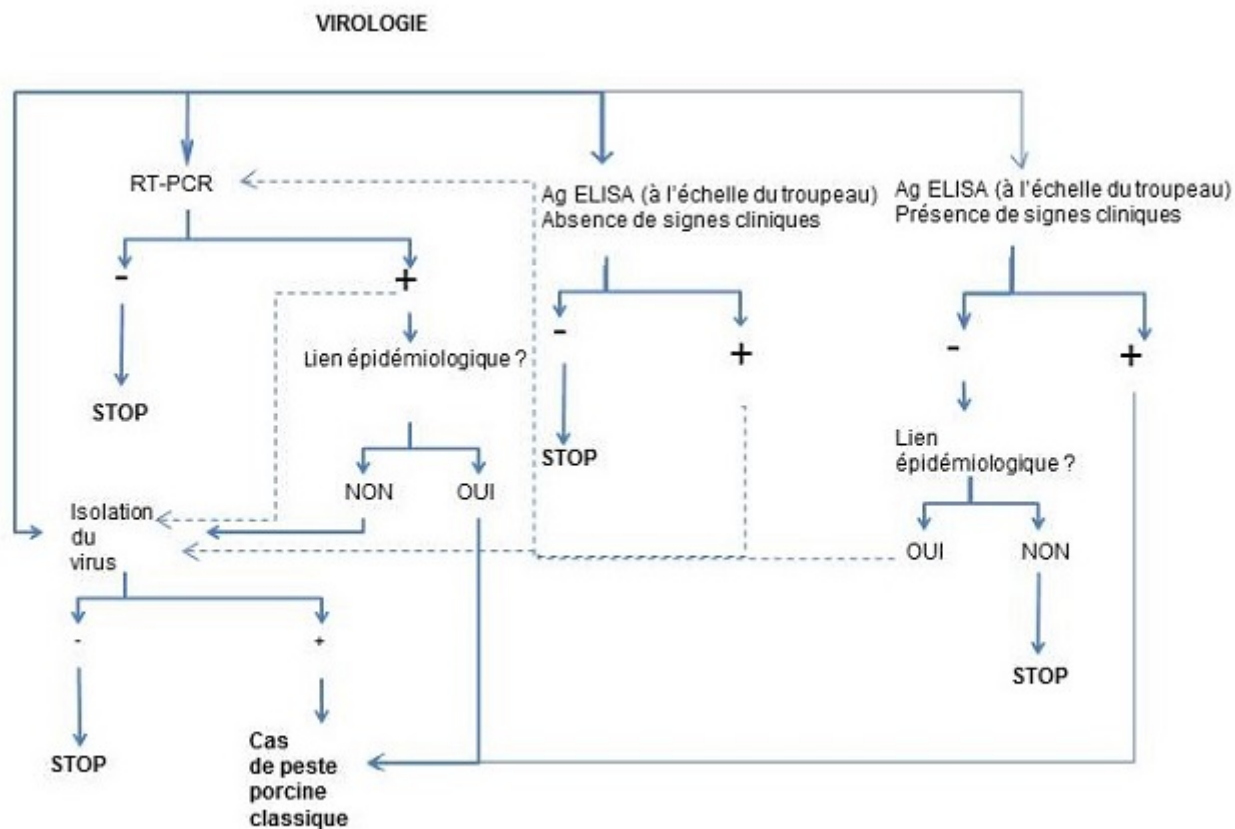 VIROLOGIE
RT-PCR
Ag ELISA (à l'échelle du troupeau)
Absence de signes cliniques
Ag ELISA (à l'échelle du troupeau)
Présence de signes cliniques
-
+
-
+
-
+
Lien épidémiologique ?
STOP
STOP
Lien
épidémiologique ?
NON
OUI
Isolation
du
virus
OUI
NON
-
+
STOP
STOP
Cas
de peste
porcine
classique